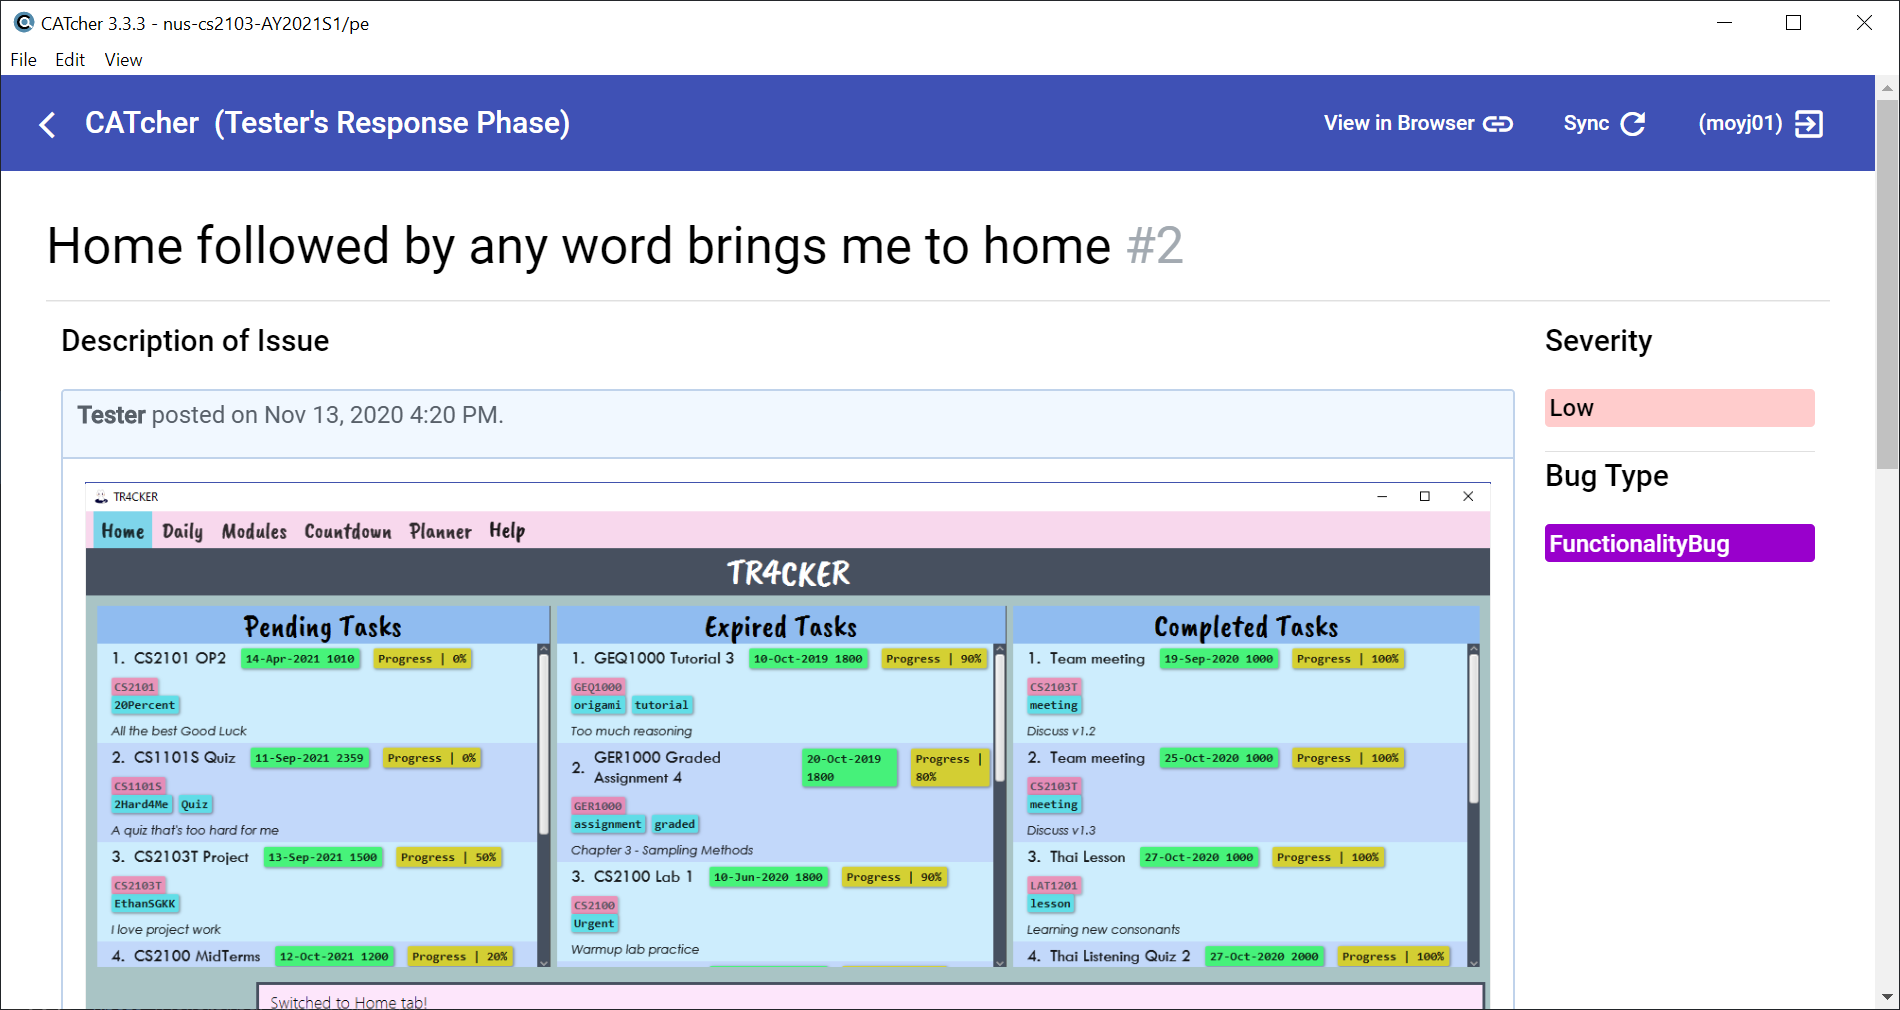 CATcher 3.3.3 - nus-cs2103-AY2021S1/pe
File Edit View
CATcher (Tester's Response Phase)
View in Browser
Sync
(moyj01)
Home followed by any word brings me to home #2
Description of Issue
Severity
Low
Bug Type
FunctionalityBug
Tester posted on Nov 13, 2020 4:20 PM.
TR4CKER
Home Daily Modules Countdown Planner Help
TR4CKER
Pending Tasks
1. CS2101 OP2 14-Apr-2021 1010 Progress | 0%
CS2101
20Percent
All the best Good Luck
2. CS1101S Quiz 11-Sep-2021 2359 Progress | 0%
CS1101S
2Hard4Me Quiz
A quiz that's too hard for me
3. CS2103T Project 13-Sep-2021 1500 Progress | 50%
CS2103T
EthanSGKK
I love project work
4. CS2100 MidTerms 12-Oct-2021 1200 Progress | 20%
Expired Tasks
1. GEQ1000 Tutorial 3 10-Oct-2019 1800 Progress | 90%
GEQ1000
origami tutorial
Too much reasoning
2. GER1000 Graded
Assignment 4
20-Oct-2019
1800
Progress |
80%
GER1000
assignment graded
Chapter 3 - Sampling Methods
3. CS2100 Lab 1 10-Jun-2020 1800 Progress | 90%
CS2100
Urgent
Warmup lab practice
Completed Tasks
1. Team meeting 19-Sep-2020 1000 Progress | 100%
CS2103T
meeting
Discuss v1.2
2. Team meeting 25-Oct-2020 1000 Progress | 100%
CS2103T
meeting
Discuss v1.3
3. Thai Lesson 27-Oct-2020 1000 Progress | 100%
LAT1201
lesson
Learning new consonants
4. Thai Listening Quiz 2 27-Oct-2020 2000 Progress | 100%
Switched to Home tab!